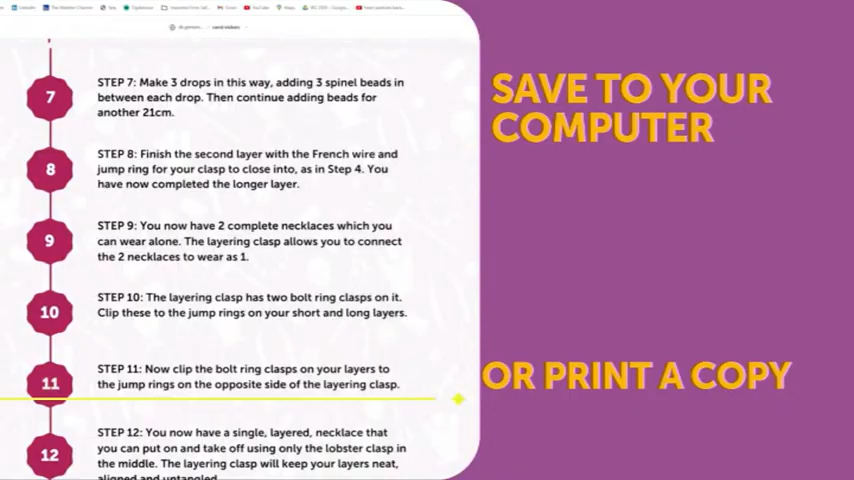 7
STEP 7: Make 3 drops in this way, adding 3 spinel beads in
between each drop. Then continue adding beads for
another 21cm.
8
STEP 8: Finish the second layer with the French wire and
jump ring for your clasp to close into, as in Step 4. You
have now completed the longer layer.
9
STEP 9: You now have 2 complete necklaces which you
can wear alone. The layering clasp allows you to connect
the 2 necklaces to wear as 1.
10
STEP 10: The layering clasp has two bolt ring clasps on it.
Clip these to the jump rings on your short and long layers.
11
STEP 11: Now clip the bolt ring clasps on your layers to
the jump rings on the opposite side of the layering clasp.
12
STEP 12: You now have a single, layered, necklace that
you can put on and take off using only the lobster clasp in
the middle. The layering clasp will keep your layers neat,
aligned and untangled.
SAVE TO YOUR
COMPUTER
OR PRINT A COPY